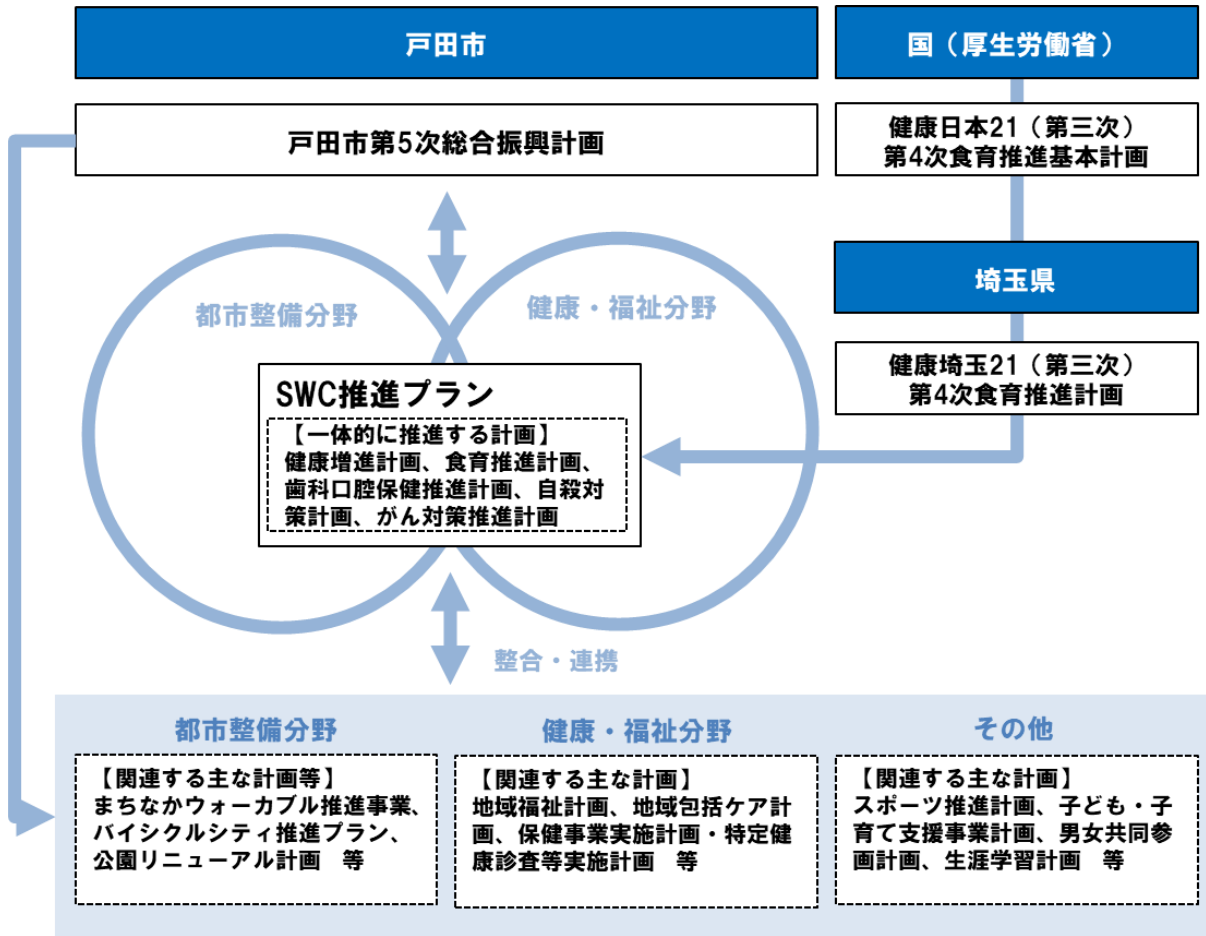 戸田市
国（厚生労働省）
戸田市第5次総合振興計画
健康日本21（第三次）
第4次食育推進基本計画
埼玉県
健康埼玉21（第三次）
第4次食育推進計画
都市整備分野
健康・福祉分野
SWC推進プラン
【一体的に推進する計画】
健康増進計画、食育推進計画、
歯科口腔保健推進計画、自殺対
策計画、がん対策推進計画
整合・連携
都市整備分野
【関連する主な計画等】
まちなかウォーカブル推進事業、
バイシクルシティ推進プラン、
公園リニューアル計画　等
健康・福祉分野
【関連する主な計画】
地域福祉計画、地域包括ケア計
画、保健事業実施計画・特定健
康診査等実施計画　等
その他
【関連する主な計画】
スポーツ推進計画、子ども・子
育て支援事業計画、男女共同参
画計画、生涯学習計画　等